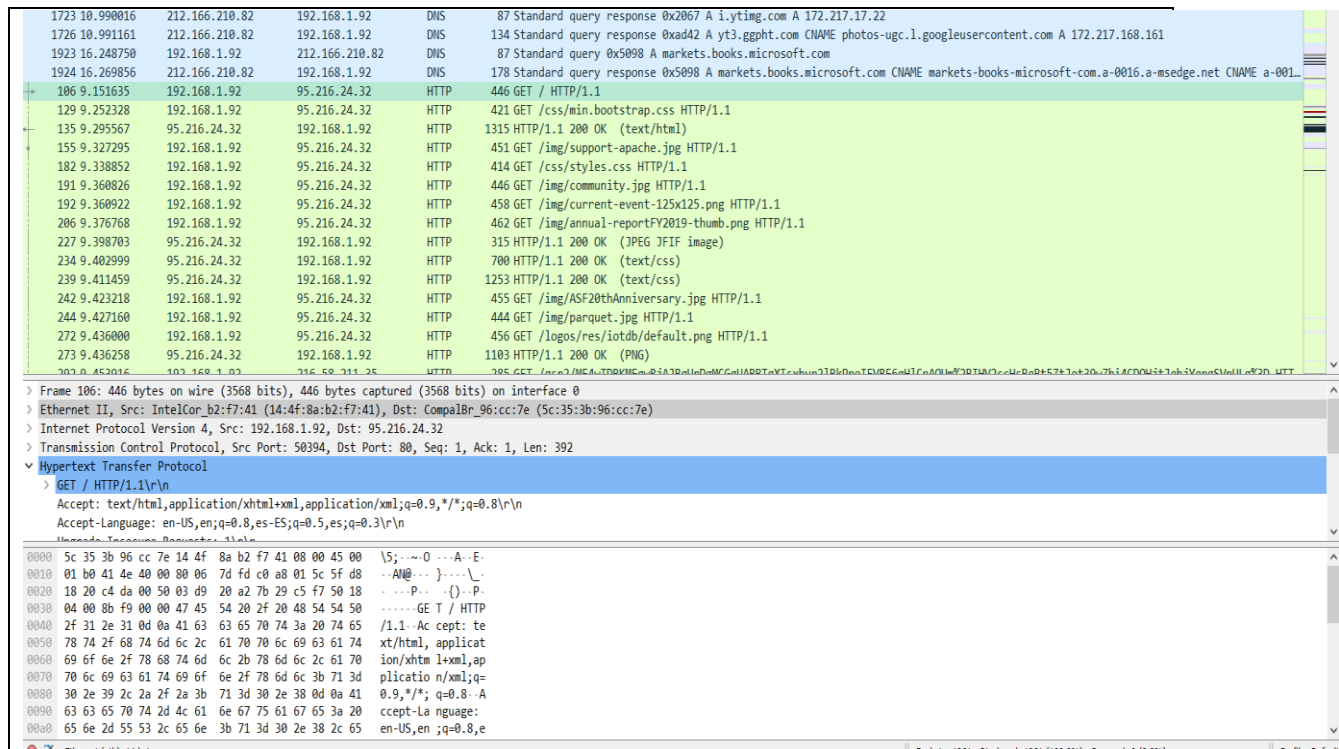 1723 10.990016 212.166.210.82 192.168.1.92 DNS 87 Standard query response 0x2067 A i.ytimg.com A 172.217.17.22
1726 10.991161 212.166.210.82 192.168.1.92 DNS 134 Standard query response 0xad42 A yt3.ggpht.com CNAME photos-ugc.l.googleusercontent.com A 172.217.168.161
1923 16.248750 192.168.1.92 212.166.210.82 DNS 87 Standard query 0x5098 A markets.books.microsoft.com
1924 16.269856 212.166.210.82 192.168.1.92 DNS 178 Standard query response 0x5098 A markets.books.microsoft.com CNAME markets-books-microsoft-com.a-0016.a-msedge.net CNAME a-001…
106 9.151635 192.168.1.92 95.216.24.32 HTTP 446 GET / HTTP/1.1
129 9.252328 192.168.1.92 95.216.24.32 HTTP 421 GET /css/min.bootstrap.css HTTP/1.1
135 9.295567 95.216.24.32 192.168.1.92 HTTP 1315 HTTP/1.1 200 OK (text/html)
155 9.327295 192.168.1.92 95.216.24.32 HTTP 451 GET /img/support-apache.jpg HTTP/1.1
182 9.338852 192.168.1.92 95.216.24.32 HTTP 414 GET /css/styles.css HTTP/1.1
191 9.360826 192.168.1.92 95.216.24.32 HTTP 446 GET /img/community.jpg HTTP/1.1
192 9.360922 192.168.1.92 95.216.24.32 HTTP 458 GET /img/current-event-125x125.png HTTP/1.1
206 9.376768 192.168.1.92 95.216.24.32 HTTP 462 GET /img/annual-reportFY2019-thumb.png HTTP/1.1
227 9.398703 95.216.24.32 192.168.1.92 HTTP 315 HTTP/1.1 200 OK (JPEG JFIF image)
234 9.402999 95.216.24.32 192.168.1.92 HTTP 700 HTTP/1.1 200 OK (text/css)
239 9.411459 95.216.24.32 192.168.1.92 HTTP 1253 HTTP/1.1 200 OK (text/css)
242 9.423218 192.168.1.92 95.216.24.32 HTTP 455 GET /img/ASF20thAnniversary.jpg HTTP/1.1
244 9.427160 192.168.1.92 95.216.24.32 HTTP 444 GET /img/parquet.jpg HTTP/1.1
272 9.436000 192.168.1.92 95.216.24.32 HTTP 456 GET /logos/res/iotdb/default.png HTTP/1.1
273 9.436258 95.216.24.32 192.168.1.92 HTTP 1103 HTTP/1.1 200 OK (PNG)
Frame 106: 446 bytes on wire (3568 bits), 446 bytes captured (3568 bits) on interface 0
Ethernet II, Src: IntelCor_b2:f7:41 (14:4f:8a:b2:f7:41), Dst: CompalBr_96:cc:7e (5c:35:3b:96:cc:7e)
Internet Protocol Version 4, Src: 192.168.1.92, Dst: 95.216.24.32
Transmission Control Protocol, Src Port: 50394, Dst Port: 80, Seq: 1, Ack: 1, Len: 392
Hypertext Transfer Protocol
GET / HTTP/1.1\r\n
Accept: text/html,application/xhtml+xml,application/xml;q=0.9,*/*;q=0.8\r\n
Accept-Language: en-US,en;q=0.8,es-ES;q=0.5,es;q=0.3\r\n
Upgrade-Insecure-Requests: 1\r\n
0000 5c 35 3b 96 cc 7e 14 4f 8a b2 f7 41 08 00 45 00 \5;··~·O ···A··E·
0010 01 b0 41 4e 40 00 80 06 7d fd c0 a8 01 5c 5f d8 ··AN@··· }····\_·
0020 18 20 c4 da 00 50 03 d9 20 a2 7b 29 c5 f7 50 18 · ···P·· ·{)··P·
0030 04 00 8b f9 00 00 47 45 54 20 2f 20 48 54 54 50 ······GE T / HTTP
0040 2f 31 2e 31 0d 0a 41 63 63 65 70 74 3a 20 74 65 /1.1··Ac cept: te
0050 78 74 2f 68 74 6d 6c 2c 61 70 70 6c 69 63 61 74 xt/html, applicat
0060 69 6f 6e 2f 78 68 74 6d 6c 2b 78 6d 6c 2c 61 70 ion/xhtm l+xml,ap
0070 70 6c 69 63 61 74 69 6f 6e 2f 78 6d 6c 3b 71 3d plicatio n/xml;q=
0080 30 2e 39 2c 2a 2f 2a 3b 71 3d 30 2e 38 0d 0a 41 0.9,*/*; q=0.8··A
0090 63 63 65 70 74 2d 4c 61 6e 67 75 61 67 65 3a 20 ccept-La nguage:
00a0 65 6e 2d 55 53 2c 65 6e 3b 71 3d 30 2e 38 2c 65 en-US,en ;q=0.8,e